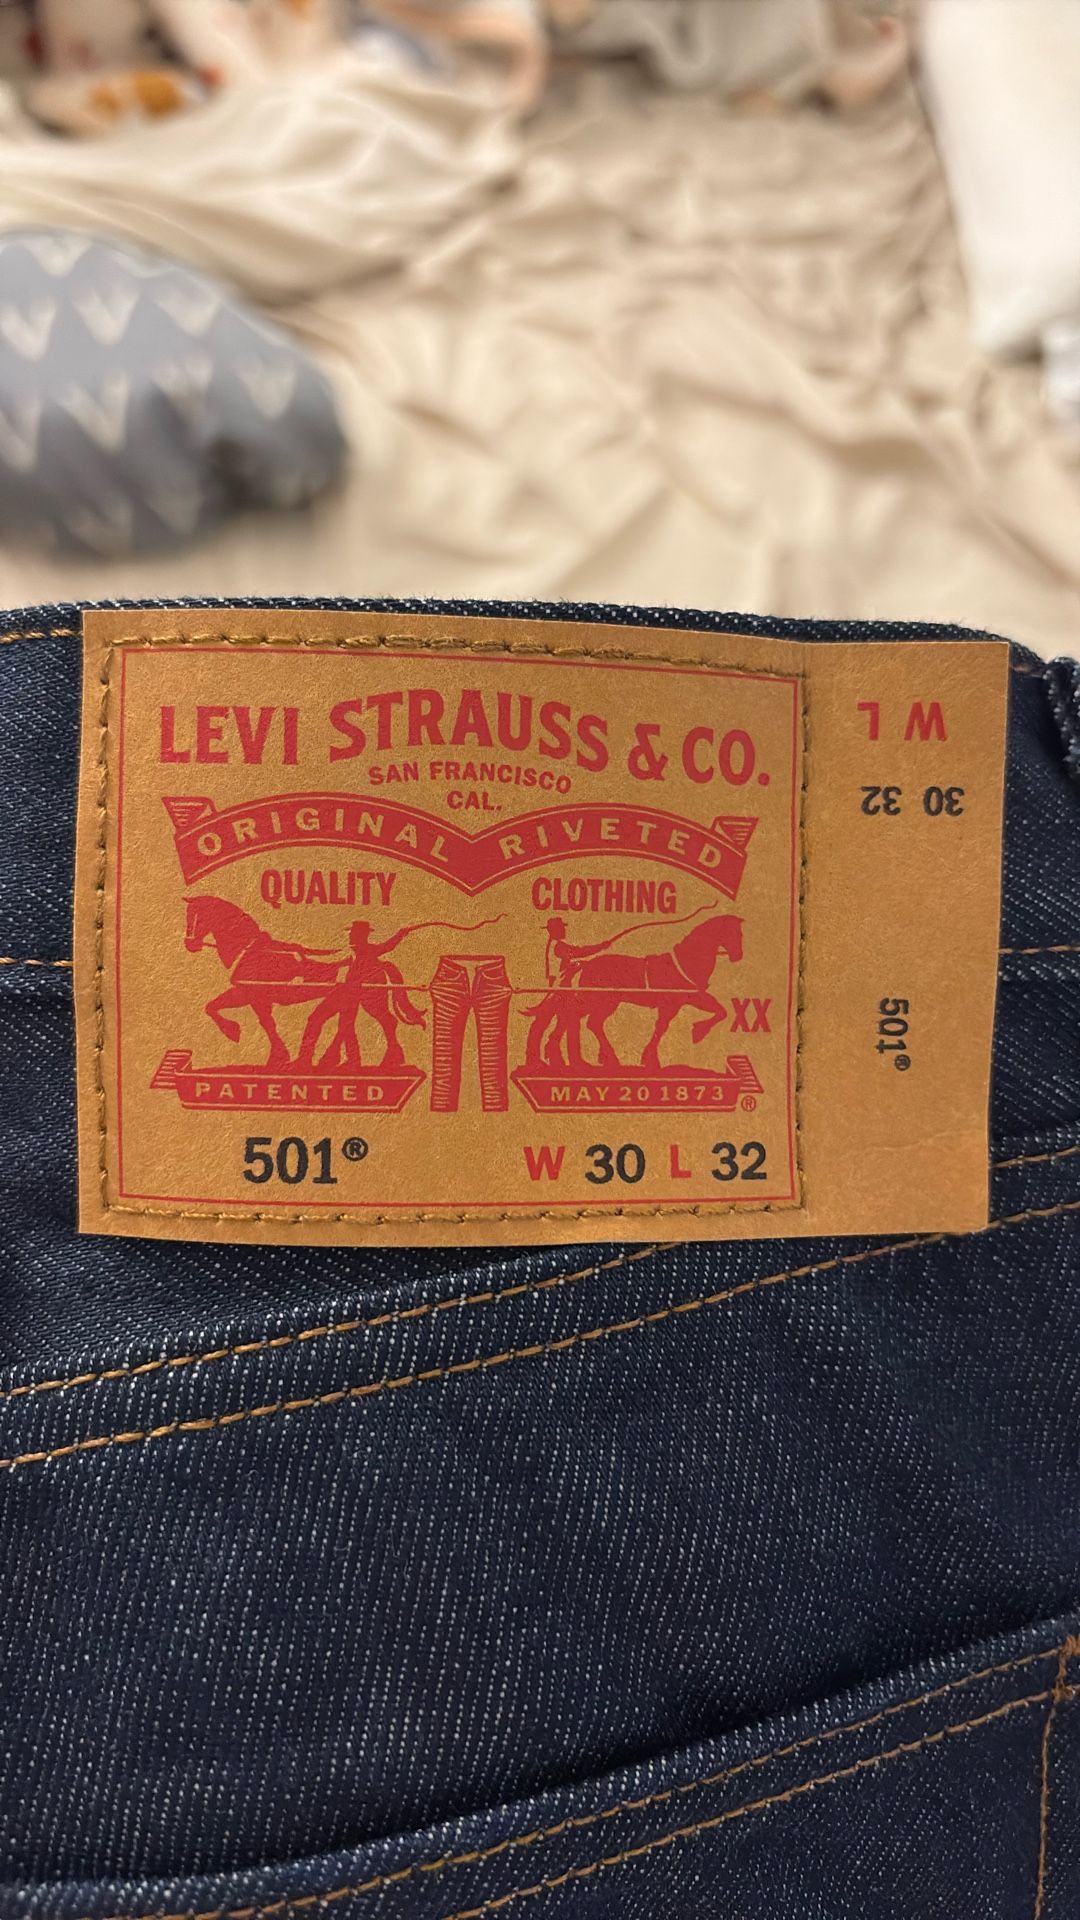 LEVI STRAUSS & CO.
SAN FRANCISCO
CAL.
ORIGINAL RIVETED
QUALITY CLOTHING
XX
PATENTED MAY 20 1873 ®
501® W 30 L 32
W L
30 32
501®